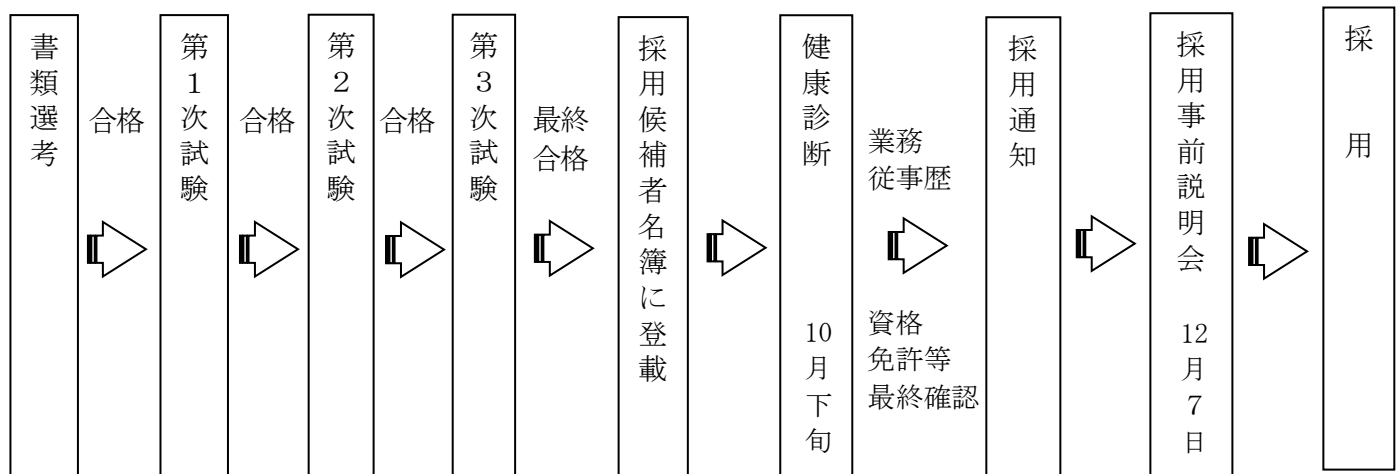 書類選考
合格
第1次試験
合格
第2次試験
合格
第3次試験
最終
合格
採用候補者名簿に登載
健康診断　10月下旬
業務
従事歴
資格
免許等
最終確認
採用通知
採用事前説明会　12月7日
採用